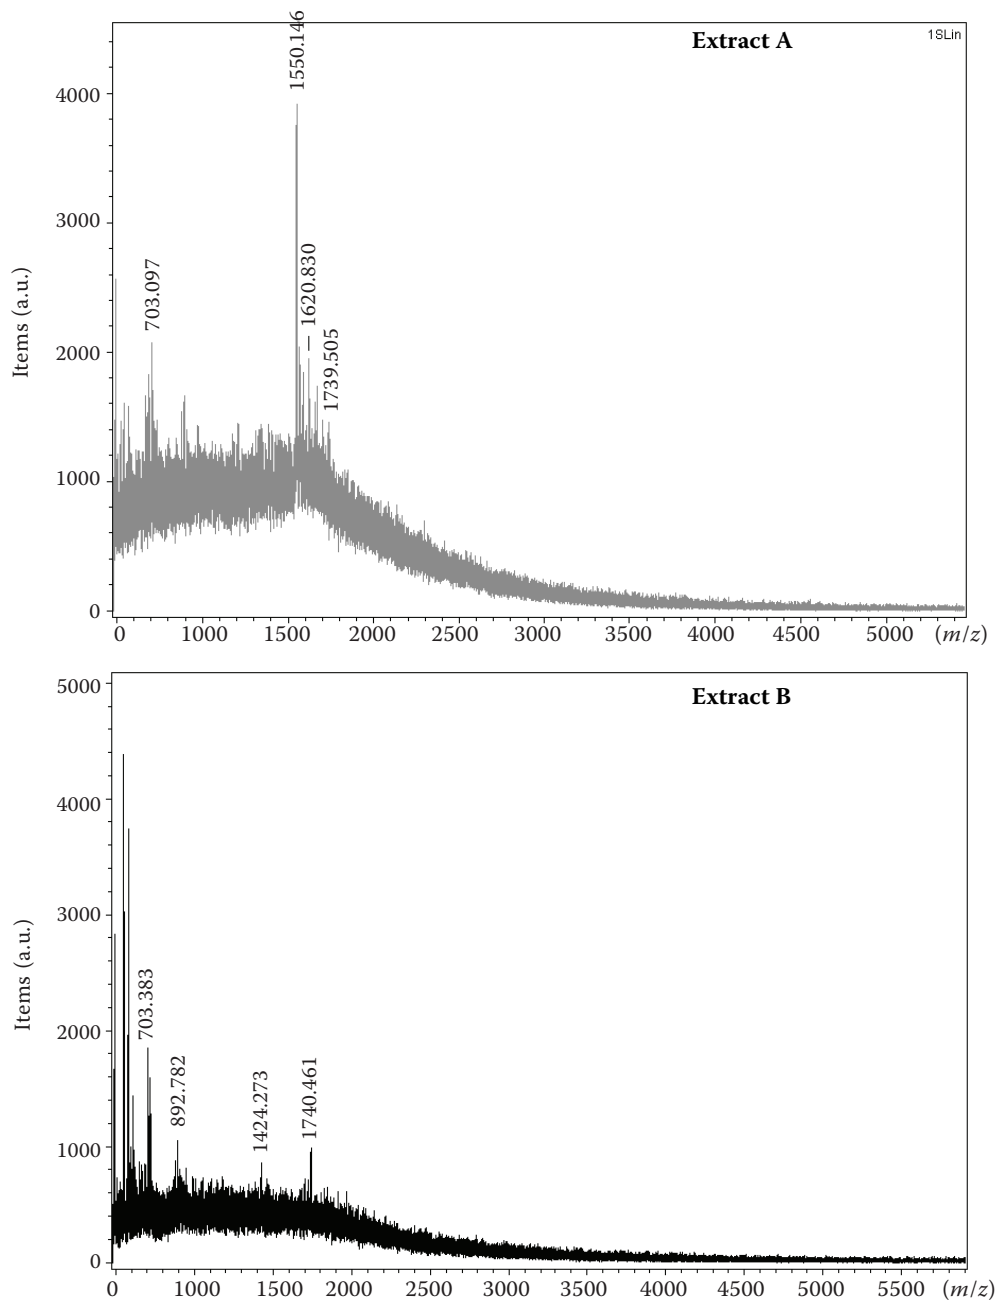 Extract A
1SLin
1550.146
4000
3000
1620.830
703.097
1739.505
Items (a.u.)
2000
1000
0
0 1000 1500 2000 2500 3000 3500 4000 4500 5000 (m/z)
5000
Extract B
4000
3000
Items (a.u.)
703.383
2000
892.782
1424.273
1740.461
1000
0
0 1000 1500 2000 2500 3000 3500 4000 4500 5000 5500 (m/z)